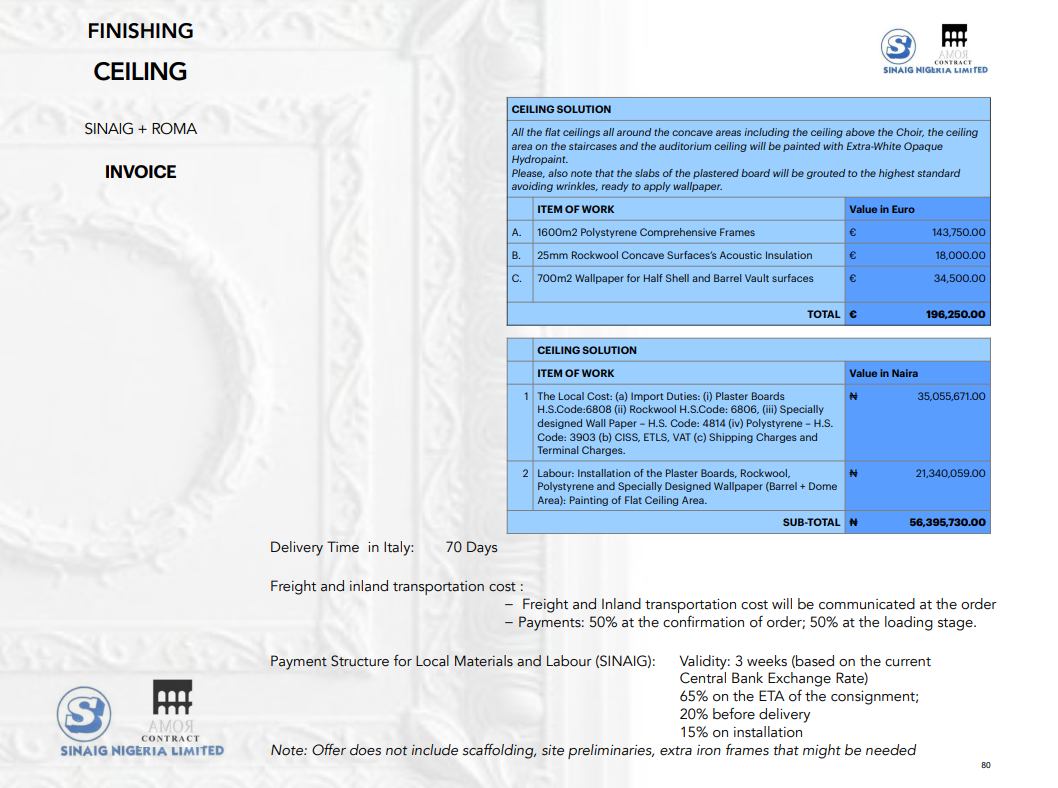 FINISHING
CEILING
SINAIG + ROMA
INVOICE
AMOЯ
CONTRACT
SINAIG NIGERIA LIMITED
CEILING SOLUTION
All the flat ceilings all around the concave areas including the ceiling above the Choir, the ceiling
area on the staircases and the auditorium ceiling will be painted with Extra-White Opaque
Hydropaint.
Please, also note that the slabs of the plastered board will be grouted to the highest standard
avoiding wrinkles, ready to apply wallpaper.
ITEM OF WORK Value in Euro
A. 1600m2 Polystyrene Comprehensive Frames € 143,750.00
B. 25mm Rockwool Concave Surfaces's Acoustic Insulation € 18,000.00
C. 700m2 Wallpaper for Half Shell and Barrel Vault surfaces € 34,500.00
TOTAL € 196,250.00
CEILING SOLUTION
ITEM OF WORK Value in Naira
1 The Local Cost: (a) Import Duties: (i) Plaster Boards ₦ 35,055,671.00
H.S.Code:6808 (ii) Rockwool H.S.Code: 6806, (iii) Specially
designed Wall Paper – H.S. Code: 4814 (iv) Polystyrene – H.S.
Code: 3903 (b) CISS, ETLS, VAT (c) Shipping Charges and
Terminal Charges.
2 Labour: Installation of the Plaster Boards, Rockwool, ₦ 21,340,059.00
Polystyrene and Specially Designed Wallpaper (Barrel + Dome
Area): Painting of Flat Ceiling Area.
SUB-TOTAL ₦ 56,395,730.00
Delivery Time in Italy: 70 Days
Freight and inland transportation cost :
– Freight and Inland transportation cost will be communicated at the order
– Payments: 50% at the confirmation of order; 50% at the loading stage.
Payment Structure for Local Materials and Labour (SINAIG): Validity: 3 weeks (based on the current
Central Bank Exchange Rate)
65% on the ETA of the consignment;
20% before delivery
15% on installation
Note: Offer does not include scaffolding, site preliminaries, extra iron frames that might be needed
AMOЯ
CONTRACT
SINAIG NIGERIA LIMITED
80